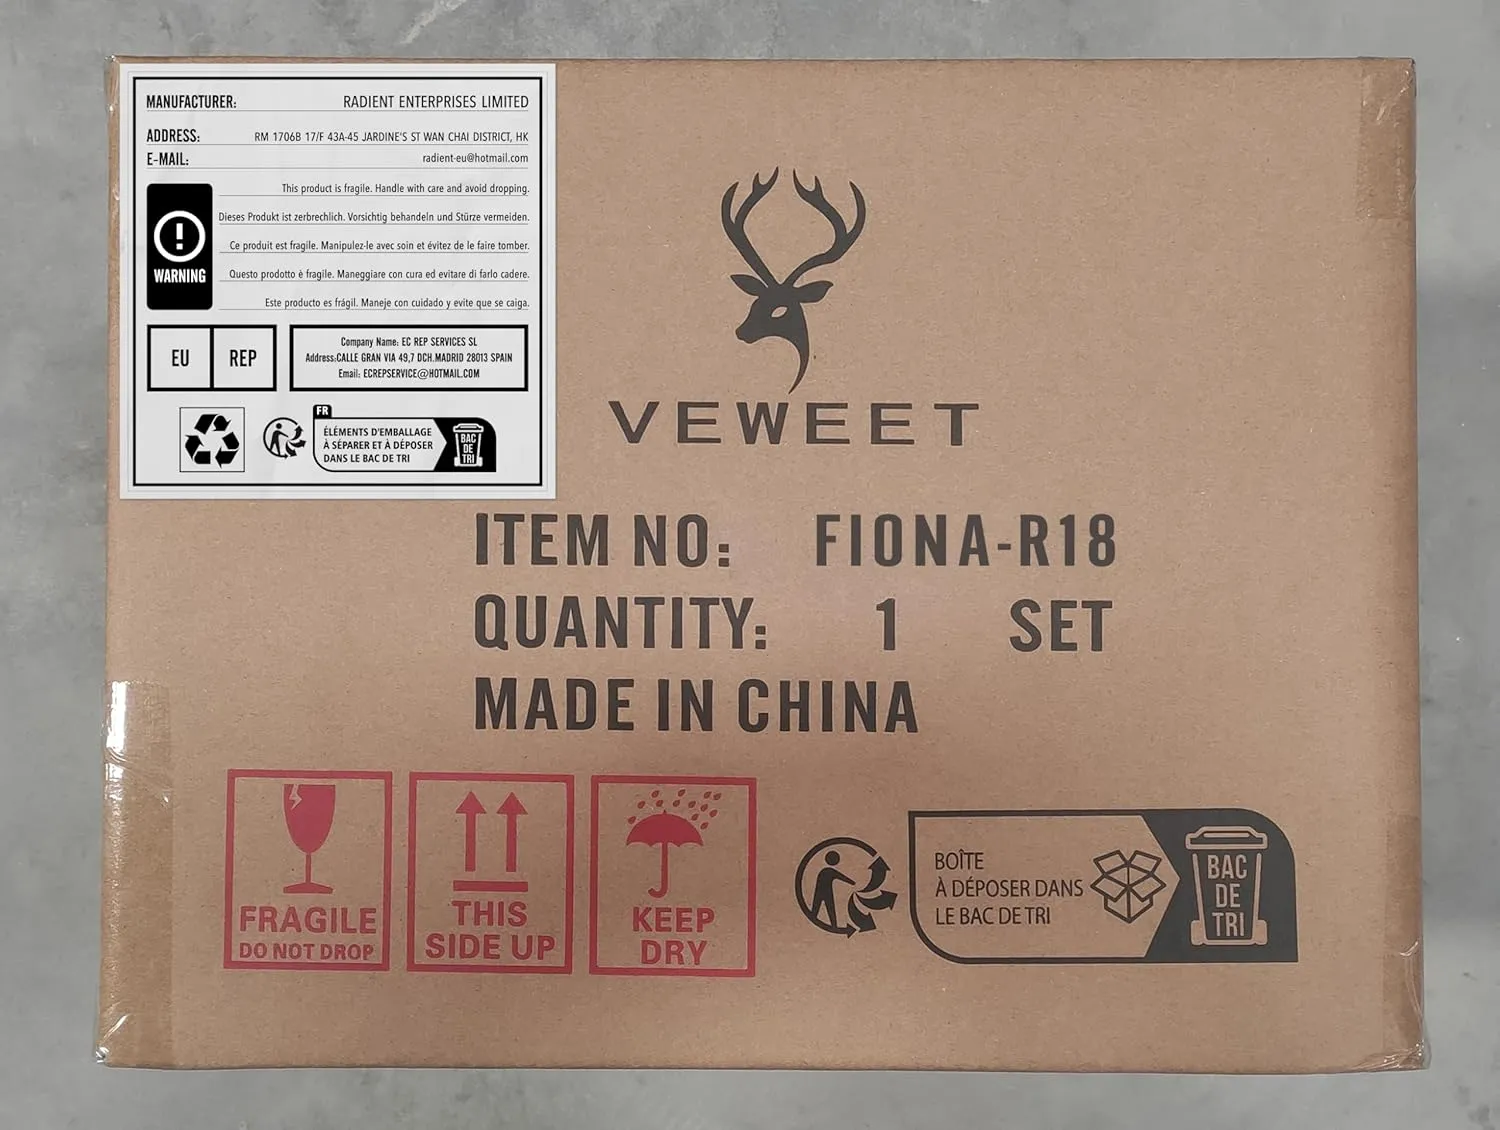 MANUFACTURER: RADIENT ENTERPRISES LIMITED
ADDRESS: RM 1706B 17/F 43A-45 JARDINE'S ST WAN CHAI DISTRICT, HK
E-MAIL: radient-eu@hotmail.com
This product is fragile. Handle with care and avoid dropping.
Dieses Produkt ist zerbrechlich. Vorsichtig behandeln und Stürze vermeiden.
Ce produit est fragile. Manipulez-le avec soin et évitez de le faire tomber.
Questo prodotto è fragile. Maneggiare con cura ed evitare di farlo cadere.
Este producto es frágil. Maneje con cuidado y evite que se caiga.
WARNING
EU REP
Company Name: EC REP SERVICES SL
Address:CALLE GRAN VIA 49,7 DCH.MADRID 28013 SPAIN
Email: ECREPSERVICE@HOTMAIL.COM
FR
ÉLÉMENTS D'EMBALLAGE
À SÉPARER ET À DÉPOSER
DANS LE BAC DE TRI
BAC
DE
TRI
VEWEET
ITEM NO: FIONA-R18
QUANTITY: 1 SET
MADE IN CHINA
FRAGILE
DO NOT DROP
THIS
SIDE UP
KEEP
DRY
BOÎTE
À DÉPOSER DANS
LE BAC DE TRI
BAC
DE
TRI